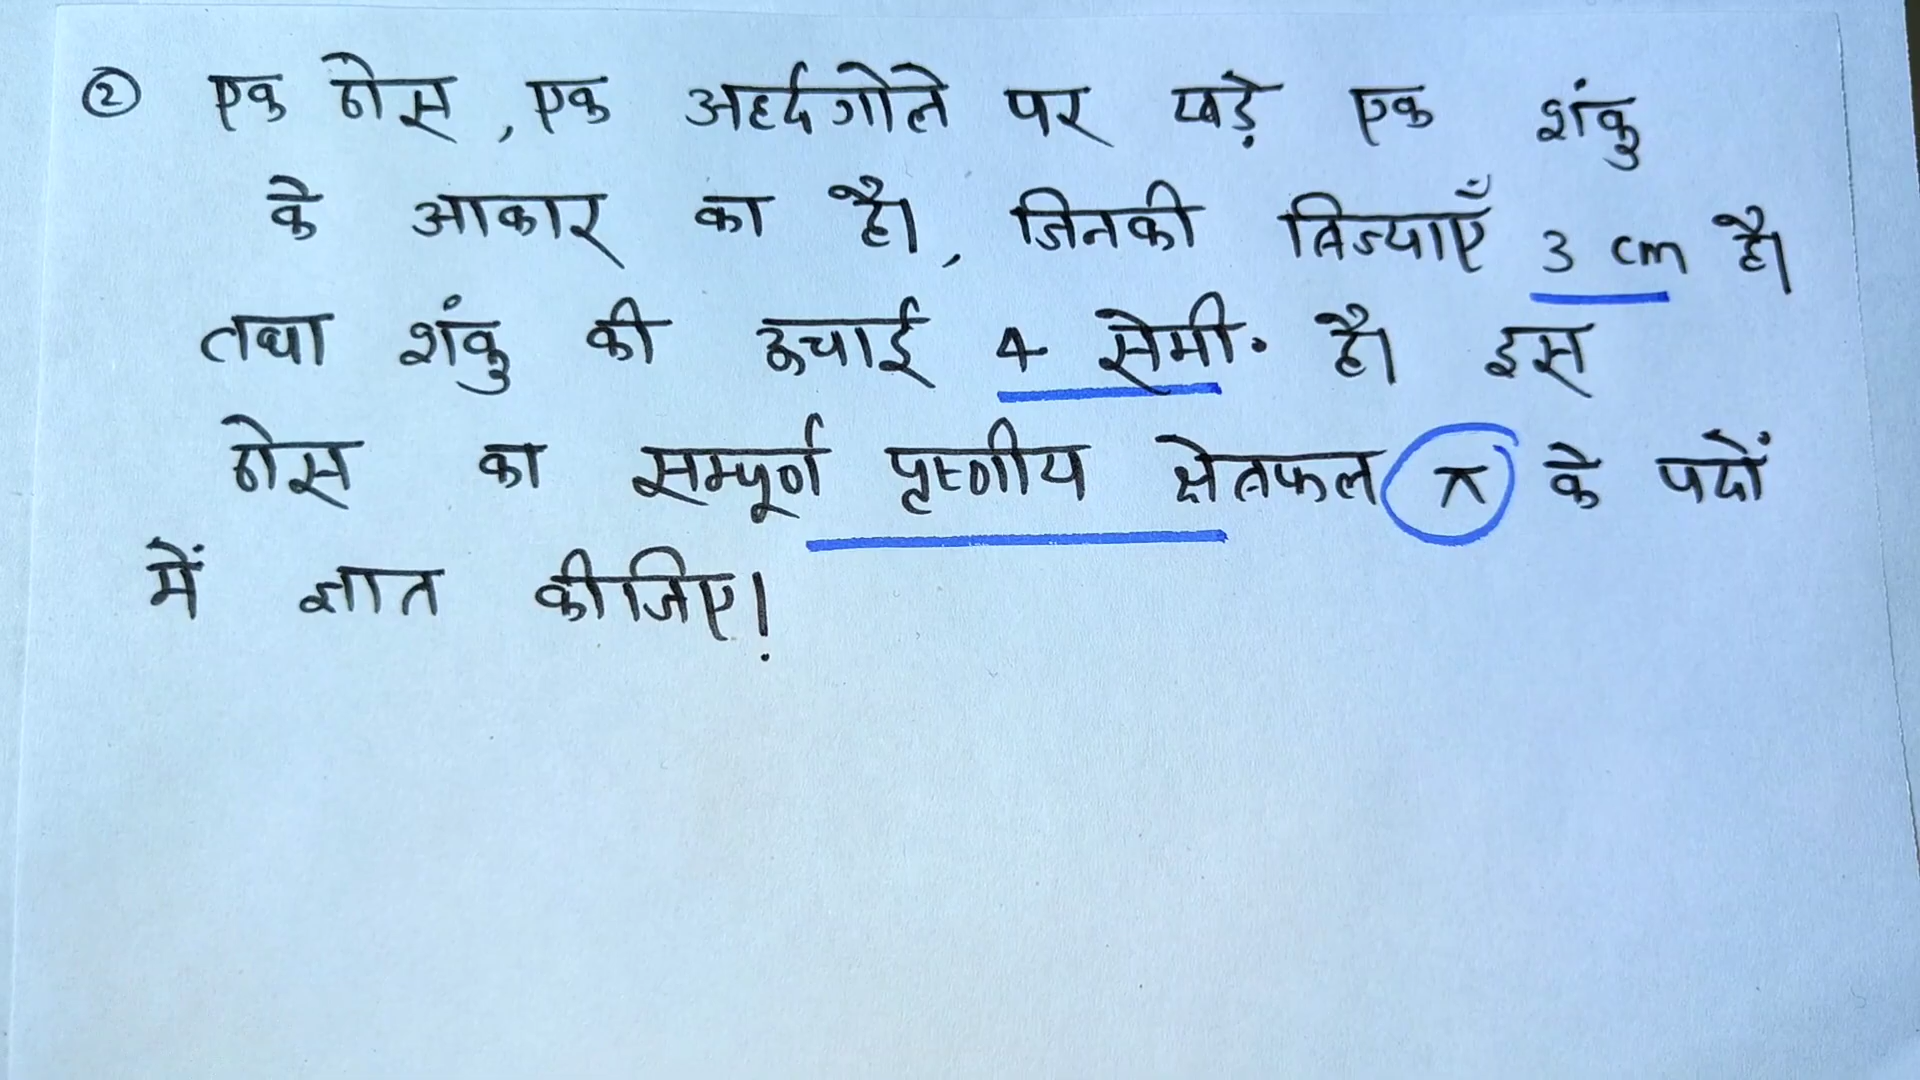 ② एक ठोस , एक अर्द्धगोले पर खड़े एक शंकु
के आकार का है। , जिनकी त्रिज्याएँ 3 cm है।
तथा शंकु की ऊंचाई 4 सेमी. है। इस
ठोस का सम्पूर्ण पृष्ठीय क्षेत्रफल π के पदों
में ज्ञात कीजिए!